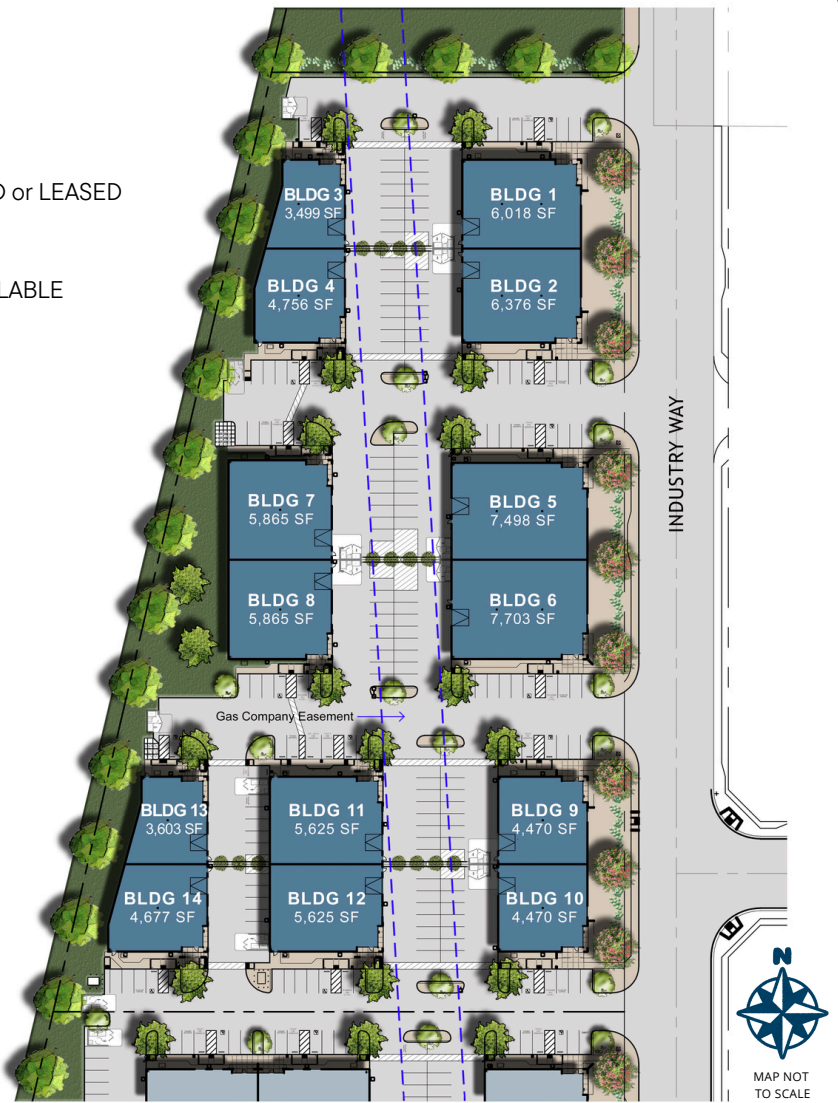 D or LEASED
LABLE
BLDG 3
3,499 SF
BLDG 1
6,018 SF
BLDG 4
4,756 SF
BLDG 2
6,376 SF
INDUSTRY WAY
BLDG 7
5,865 SF
BLDG 5
7,498 SF
BLDG 8
5,865 SF
BLDG 6
7,703 SF
Gas Company Easement
BLDG 13
3,603 SF
BLDG 11
5,625 SF
BLDG 9
4,470 SF
BLDG 14
4,677 SF
BLDG 12
5,625 SF
BLDG 10
4,470 SF
N
MAP NOT
TO SCALE